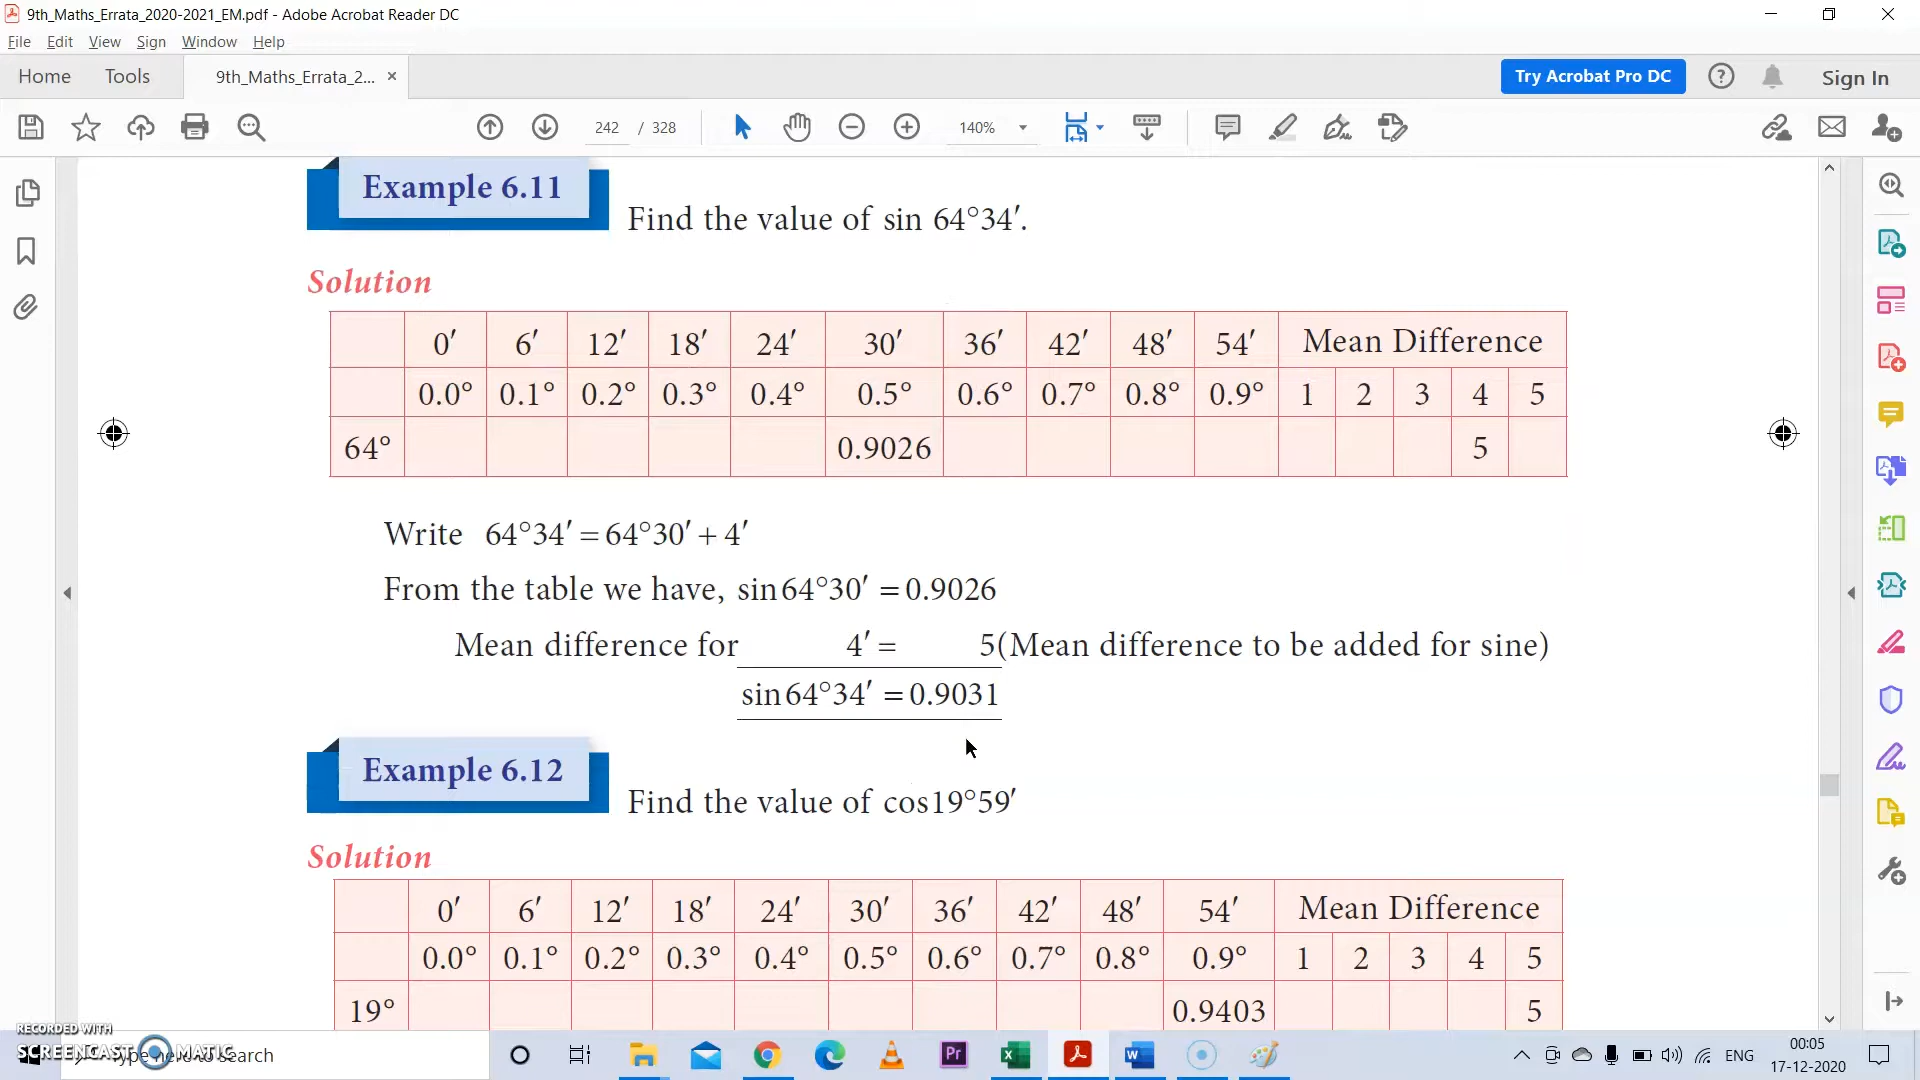 9th_Maths_Errata_2020-2021_EM.pdf - Adobe Acrobat Reader DC
File Edit View Sign Window Help
Home Tools 9th_Maths_Errata_2... × Try Acrobat Pro DC Sign In
242 / 328 140%
Example 6.11 Find the value of sin 64°34′.
Solution
0′ 6′ 12′ 18′ 24′ 30′ 36′ 42′ 48′ 54′ Mean Difference
0.0° 0.1° 0.2° 0.3° 0.4° 0.5° 0.6° 0.7° 0.8° 0.9° 1 2 3 4 5
64° 0.9026 5
Write 64°34′ = 64°30′ + 4′
From the table we have, sin64°30′ = 0.9026
Mean difference for 4′ = 5(Mean difference to be added for sine)
sin64°34′ = 0.9031
Example 6.12 Find the value of cos19°59′
Solution
0′ 6′ 12′ 18′ 24′ 30′ 36′ 42′ 48′ 54′ Mean Difference
0.0° 0.1° 0.2° 0.3° 0.4° 0.5° 0.6° 0.7° 0.8° 0.9° 1 2 3 4 5
19° 0.9403 5
RECORDED WITH
SCREENCAST MATIC
Type here to search
Pr
ENG
00:05
17-12-2020